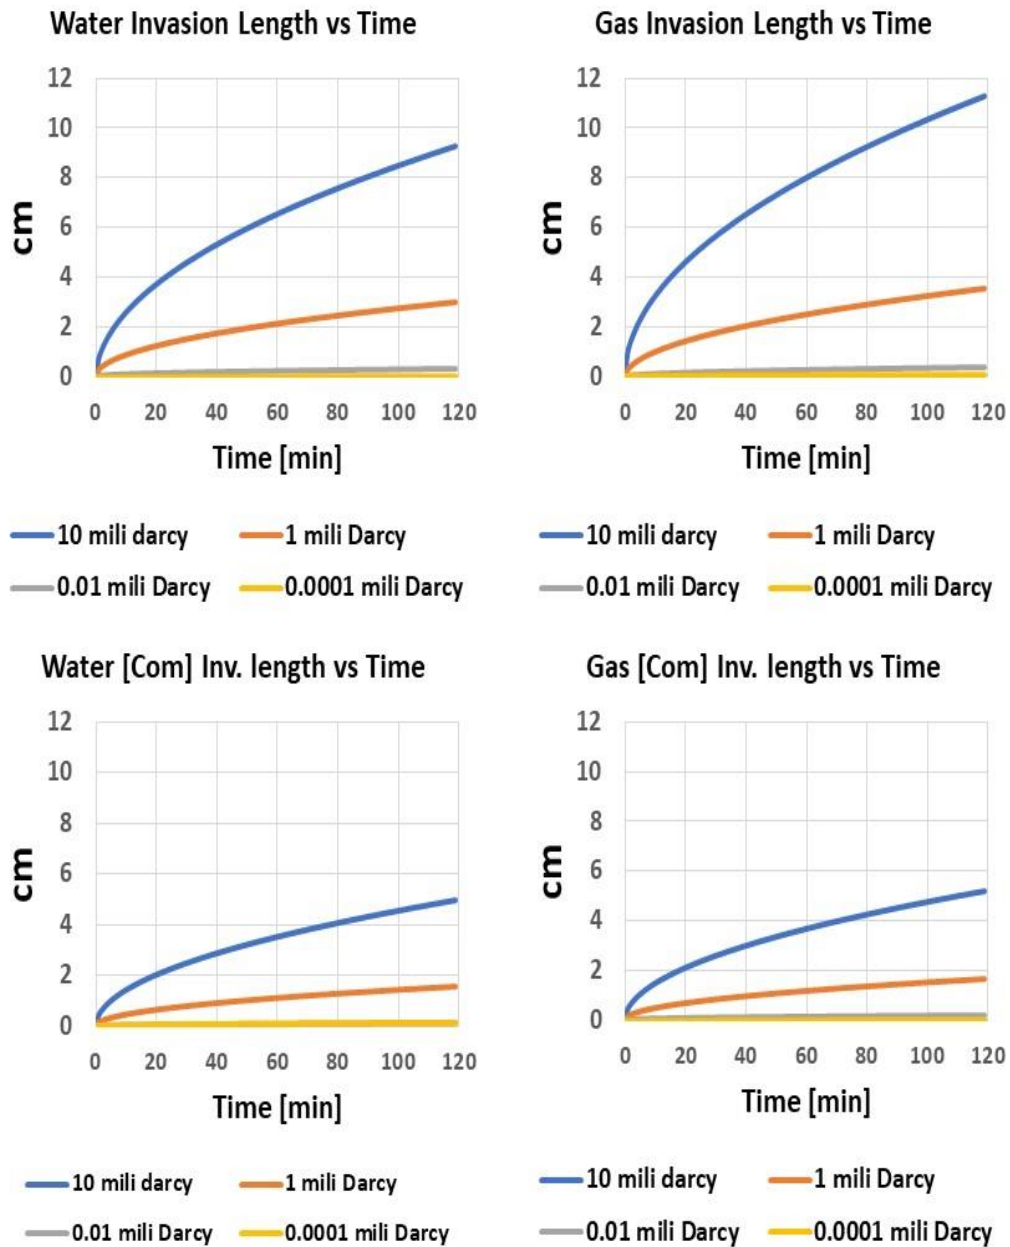 Water Invasion Length vs Time
12
10
8
6
4
2
0
cm
0 20 40 60 80 100 120
Time [min]
10 mili darcy 1 mili Darcy
0.01 mili Darcy 0.0001 mili Darcy
Gas Invasion Length vs Time
12
10
8
6
4
2
0
cm
0 20 40 60 80 100 120
Time [min]
10 mili darcy 1 mili Darcy
0.01 mili Darcy 0.0001 mili Darcy
Water [Com] Inv. length vs Time
12
10
8
6
4
2
0
cm
0 20 40 60 80 100 120
Time [min]
10 mili darcy 1 mili Darcy
0.01 mili Darcy 0.0001 mili Darcy
Gas [Com] Inv. length vs Time
12
10
8
6
4
2
0
cm
0 20 40 60 80 100 120
Time [min]
10 mili darcy 1 mili Darcy
0.01 mili Darcy 0.0001 mili Darcy